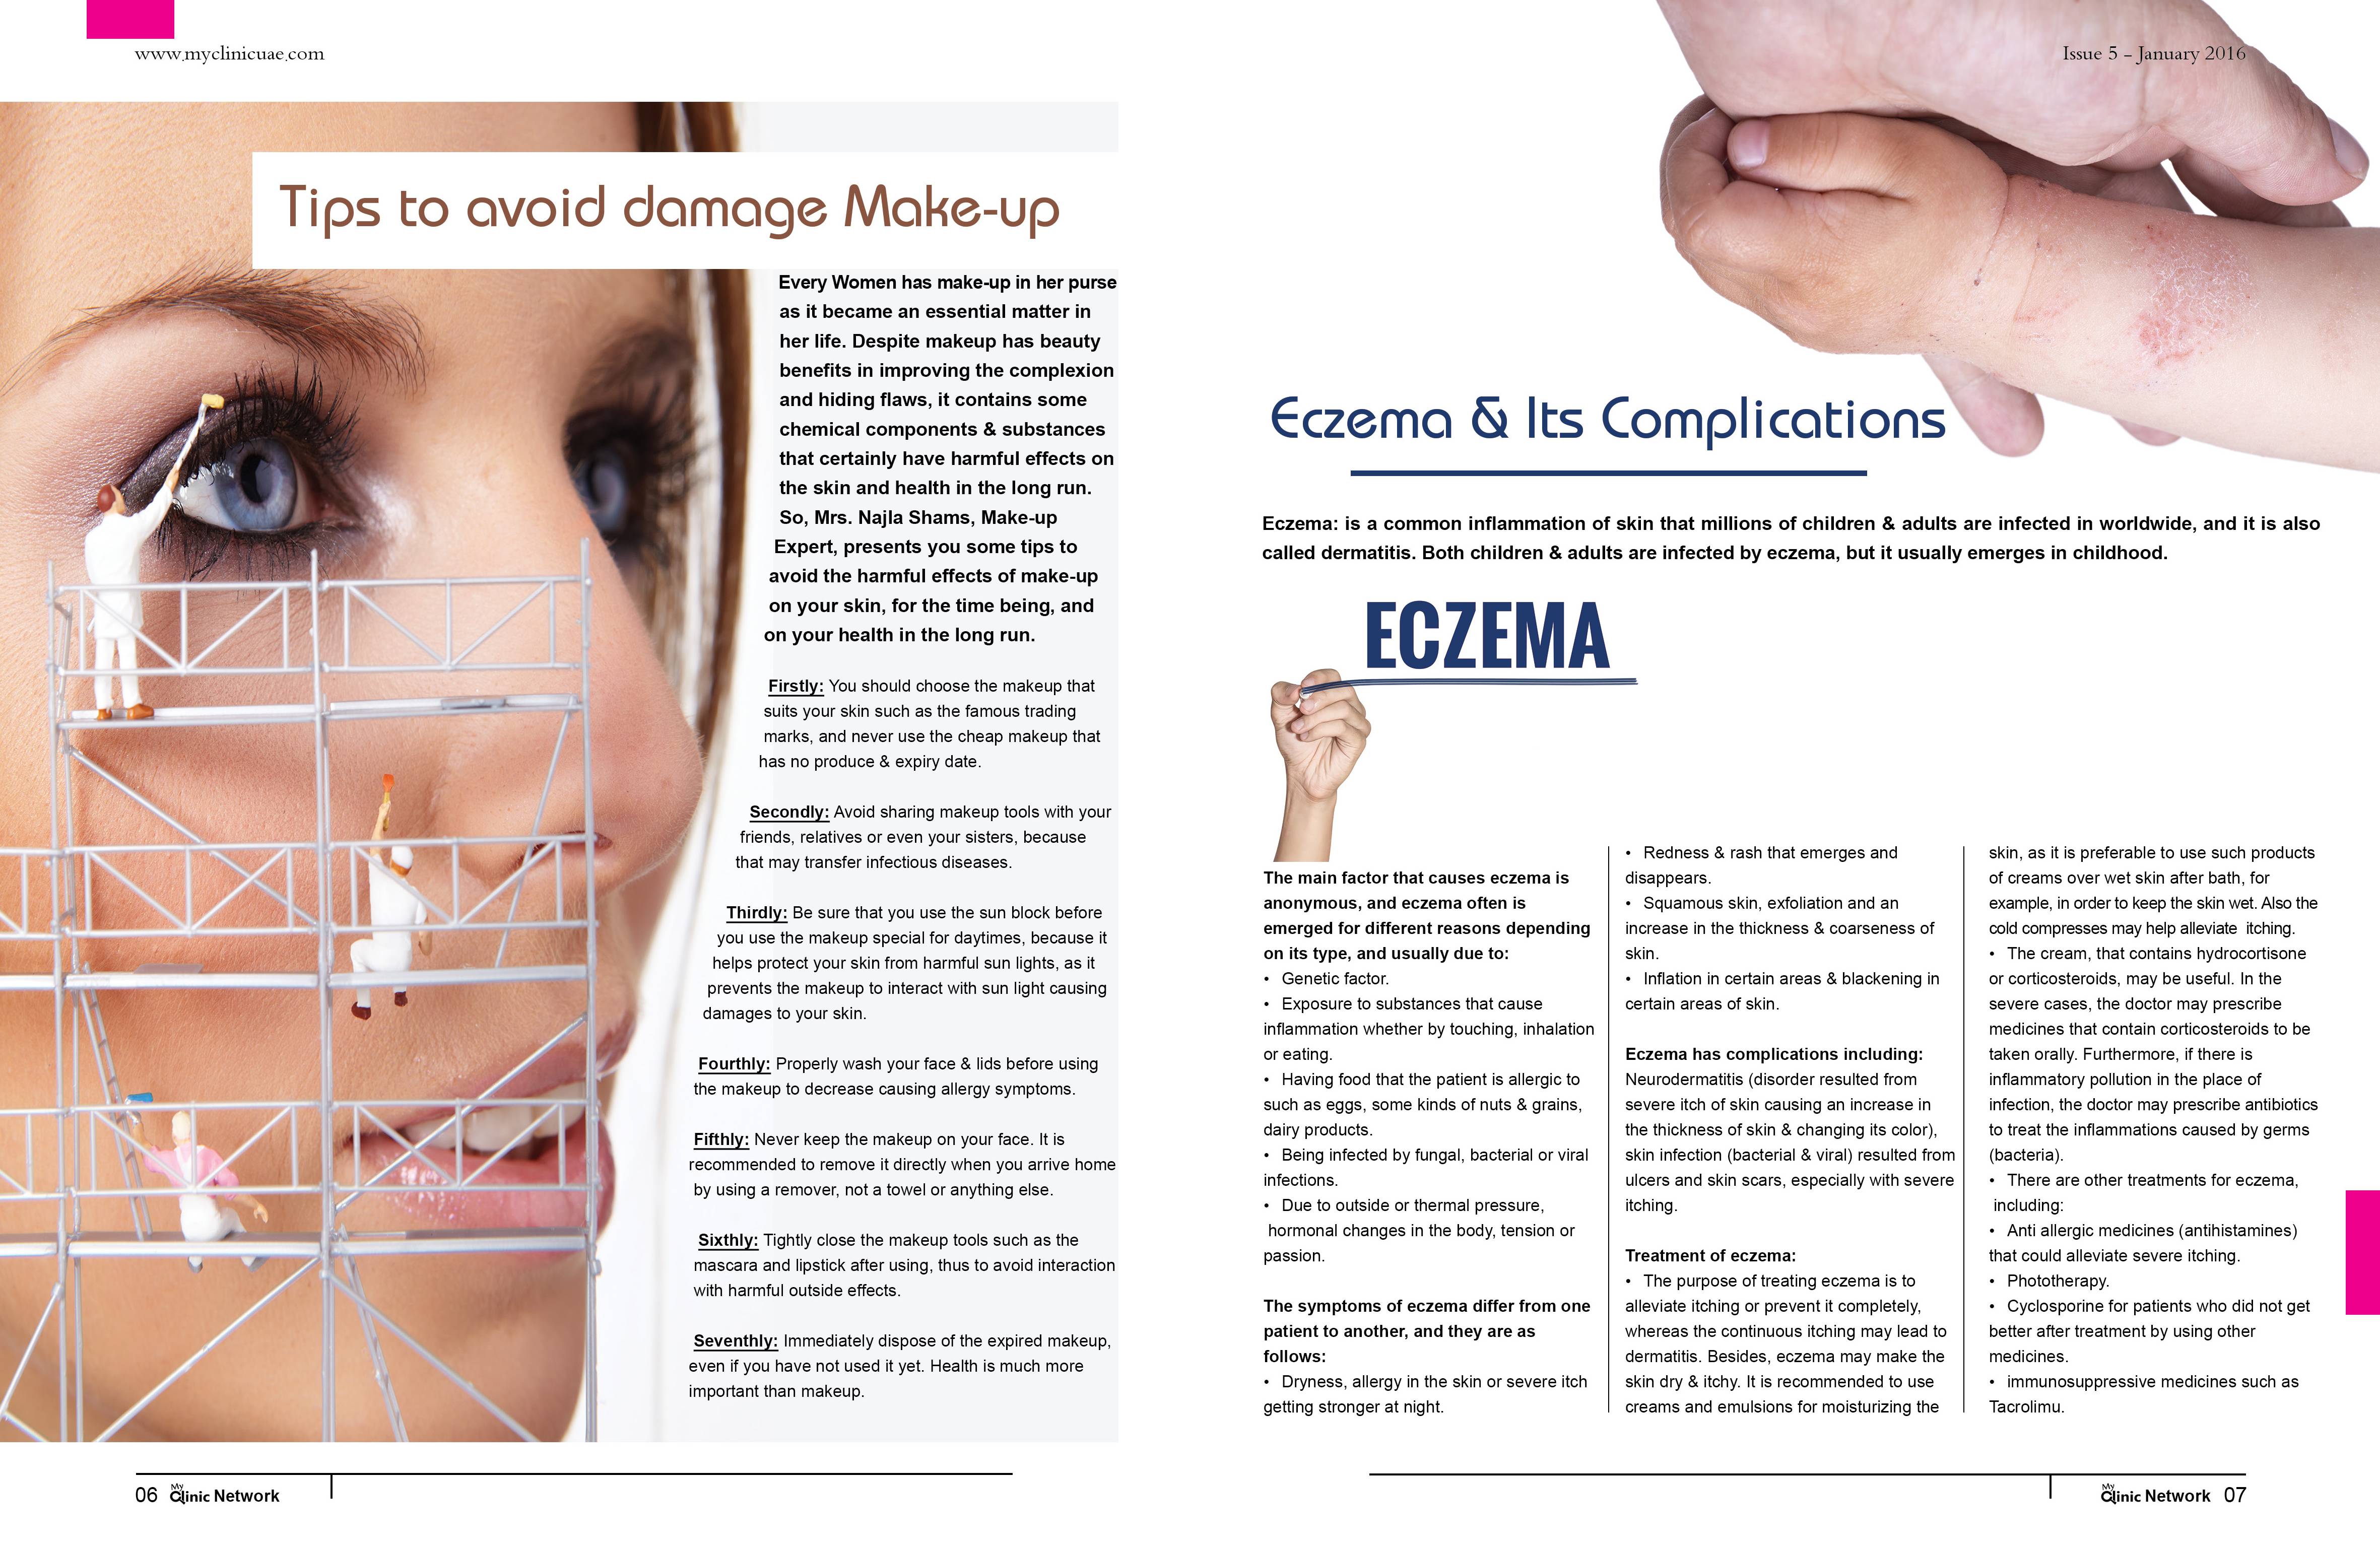 www.myclinicuae.com
Tips to avoid damage Make-up
Every Women has make-up in her purse
as it became an essential matter in
her life. Despite makeup has beauty
benefits in improving the complexion
and hiding flaws, it contains some
chemical components & substances
that certainly have harmful effects on
the skin and health in the long run.
So, Mrs. Najla Shams, Make-up
Expert, presents you some tips to
avoid the harmful effects of make-up
on your skin, for the time being, and
on your health in the long run.
Firstly: You should choose the makeup that
suits your skin such as the famous trading
marks, and never use the cheap makeup that
has no produce & expiry date.
Secondly: Avoid sharing makeup tools with your
friends, relatives or even your sisters, because
that may transfer infectious diseases.
Thirdly: Be sure that you use the sun block before
you use the makeup special for daytimes, because it
helps protect your skin from harmful sun lights, as it
prevents the makeup to interact with sun light causing
damages to your skin.
Fourthly: Properly wash your face & lids before using
the makeup to decrease causing allergy symptoms.
Fifthly: Never keep the makeup on your face. It is
recommended to remove it directly when you arrive home
by using a remover, not a towel or anything else.
Sixthly: Tightly close the makeup tools such as the
mascara and lipstick after using, thus to avoid interaction
with harmful outside effects.
Seventhly: Immediately dispose of the expired makeup,
even if you have not used it yet. Health is much more
important than makeup.
06 My Clinic Network
Issue 5 – January 2016
Eczema & Its Complications
Eczema: is a common inflammation of skin that millions of children & adults are infected in worldwide, and it is also
called dermatitis. Both children & adults are infected by eczema, but it usually emerges in childhood.
ECZEMA
The main factor that causes eczema is
anonymous, and eczema often is
emerged for different reasons depending
on its type, and usually due to:
• Genetic factor.
• Exposure to substances that cause
inflammation whether by touching, inhalation
or eating.
• Having food that the patient is allergic to
such as eggs, some kinds of nuts & grains,
dairy products.
• Being infected by fungal, bacterial or viral
infections.
• Due to outside or thermal pressure,
hormonal changes in the body, tension or
passion.
The symptoms of eczema differ from one
patient to another, and they are as
follows:
• Dryness, allergy in the skin or severe itch
getting stronger at night.
• Redness & rash that emerges and
disappears.
• Squamous skin, exfoliation and an
increase in the thickness & coarseness of
skin.
• Inflation in certain areas & blackening in
certain areas of skin.
Eczema has complications including:
Neurodermatitis (disorder resulted from
severe itch of skin causing an increase in
the thickness of skin & changing its color),
skin infection (bacterial & viral) resulted from
ulcers and skin scars, especially with severe
itching.
Treatment of eczema:
• The purpose of treating eczema is to
alleviate itching or prevent it completely,
whereas the continuous itching may lead to
dermatitis. Besides, eczema may make the
skin dry & itchy. It is recommended to use
creams and emulsions for moisturizing the
skin, as it is preferable to use such products
of creams over wet skin after bath, for
example, in order to keep the skin wet. Also the
cold compresses may help alleviate itching.
• The cream, that contains hydrocortisone
or corticosteroids, may be useful. In the
severe cases, the doctor may prescribe
medicines that contain corticosteroids to be
taken orally. Furthermore, if there is
inflammatory pollution in the place of
infection, the doctor may prescribe antibiotics
to treat the inflammations caused by germs
(bacteria).
• There are other treatments for eczema,
including:
• Anti allergic medicines (antihistamines)
that could alleviate severe itching.
• Phototherapy.
• Cyclosporine for patients who did not get
better after treatment by using other
medicines.
• immunosuppressive medicines such as
Tacrolimu.
My Clinic Network 07